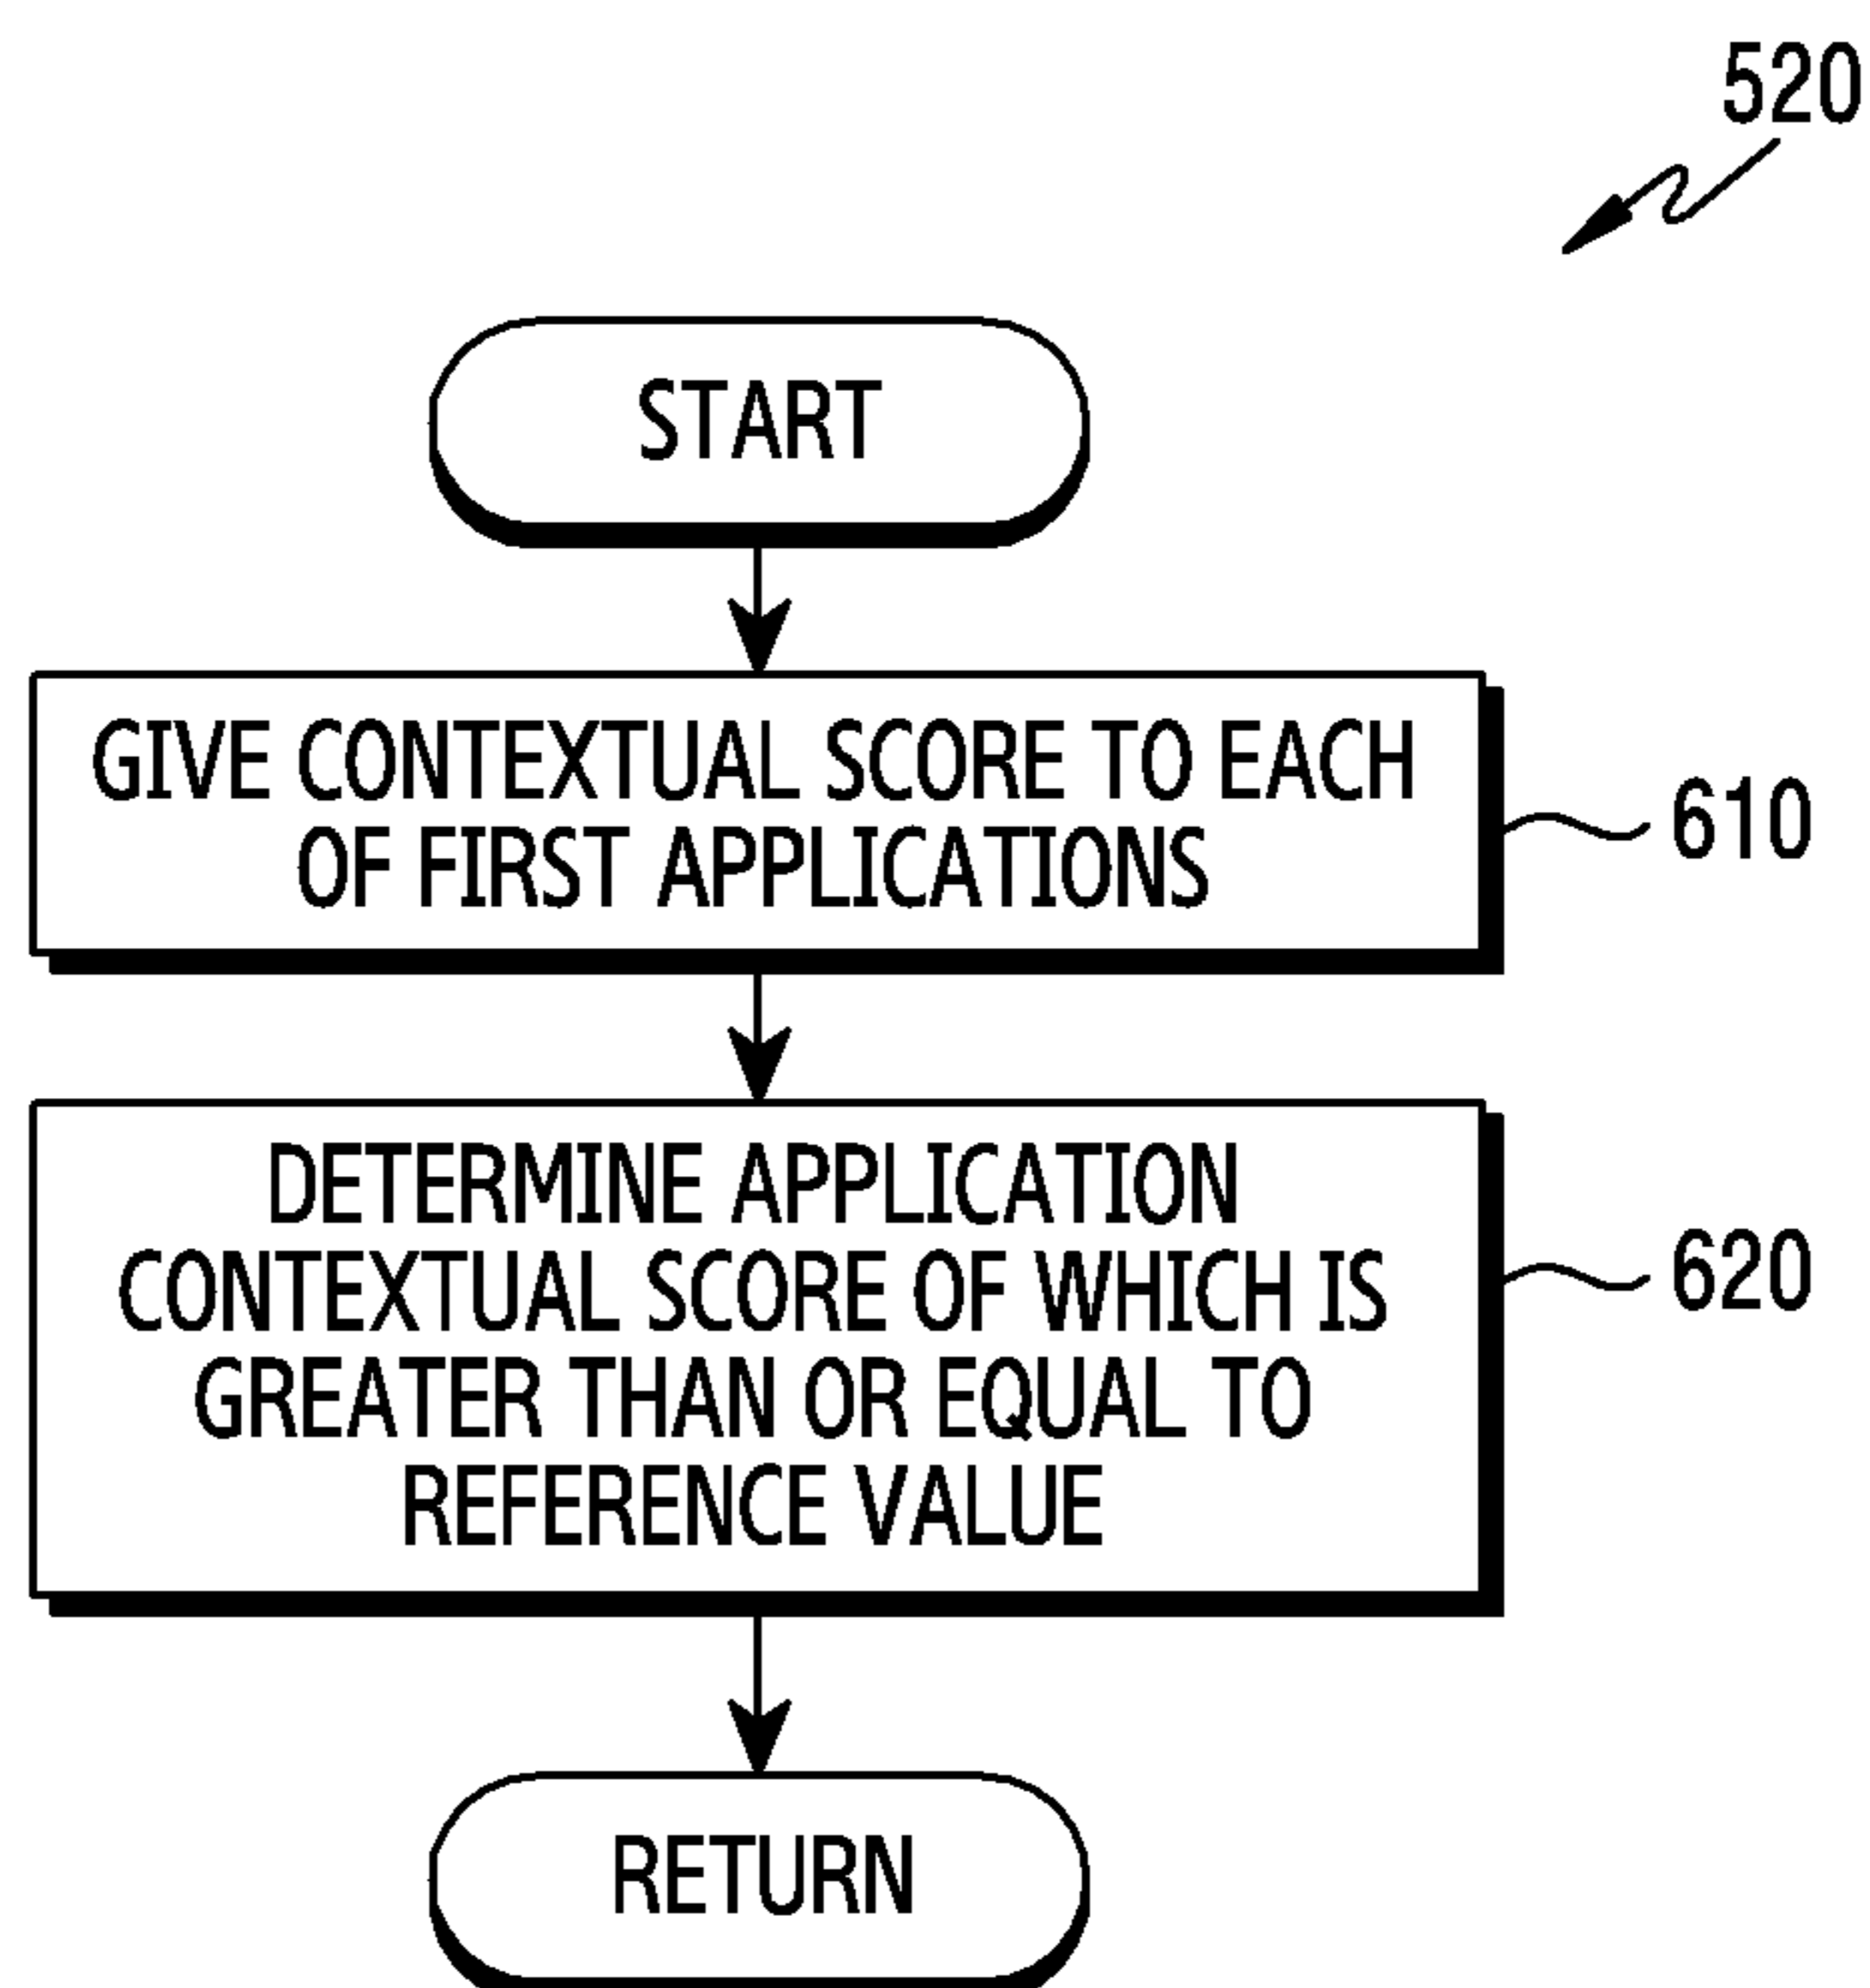 520
START
GIVE CONTEXTUAL SCORE TO EACH
OF FIRST APPLICATIONS
610
DETERMINE APPLICATION
CONTEXTUAL SCORE OF WHICH IS
GREATER THAN OR EQUAL TO
REFERENCE VALUE
620
RETURN